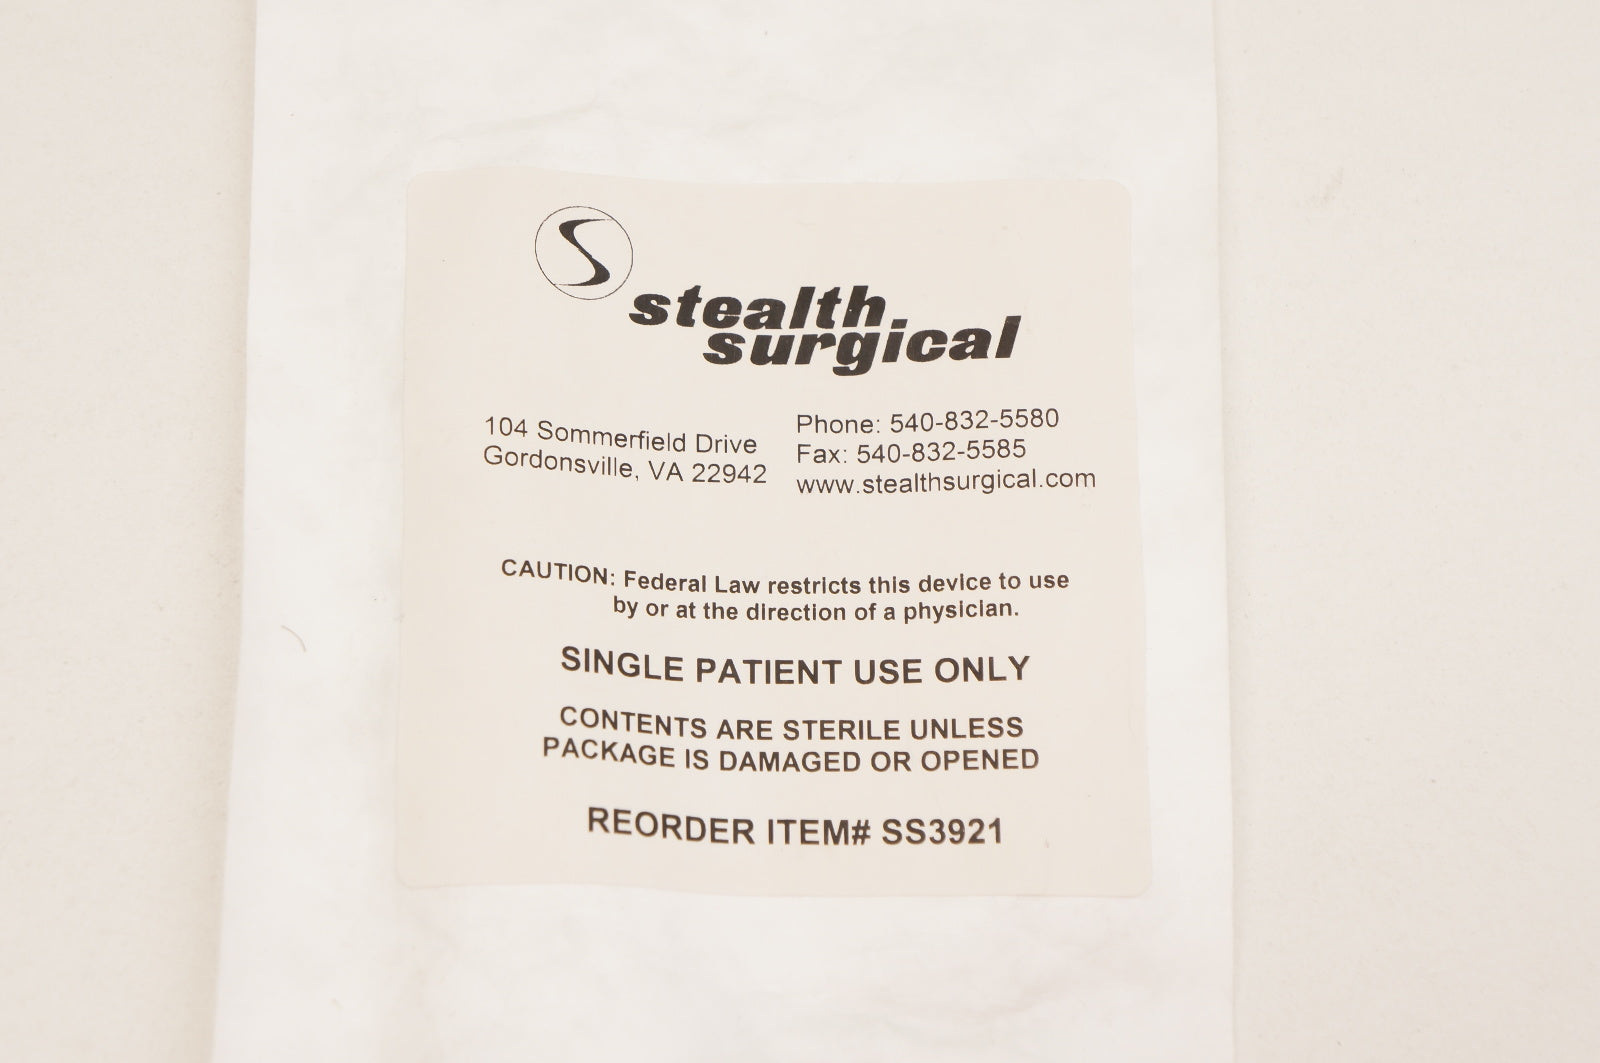 S
stealth
surgical
104 Sommerfield Drive
Gordonsville, VA 22942
Phone: 540-832-5580
Fax: 540-832-5585
www.stealthsurgical.com
CAUTION: Federal Law restricts this device to use
by or at the direction of a physician.
SINGLE PATIENT USE ONLY
CONTENTS ARE STERILE UNLESS
PACKAGE IS DAMAGED OR OPENED
REORDER ITEM# SS3921